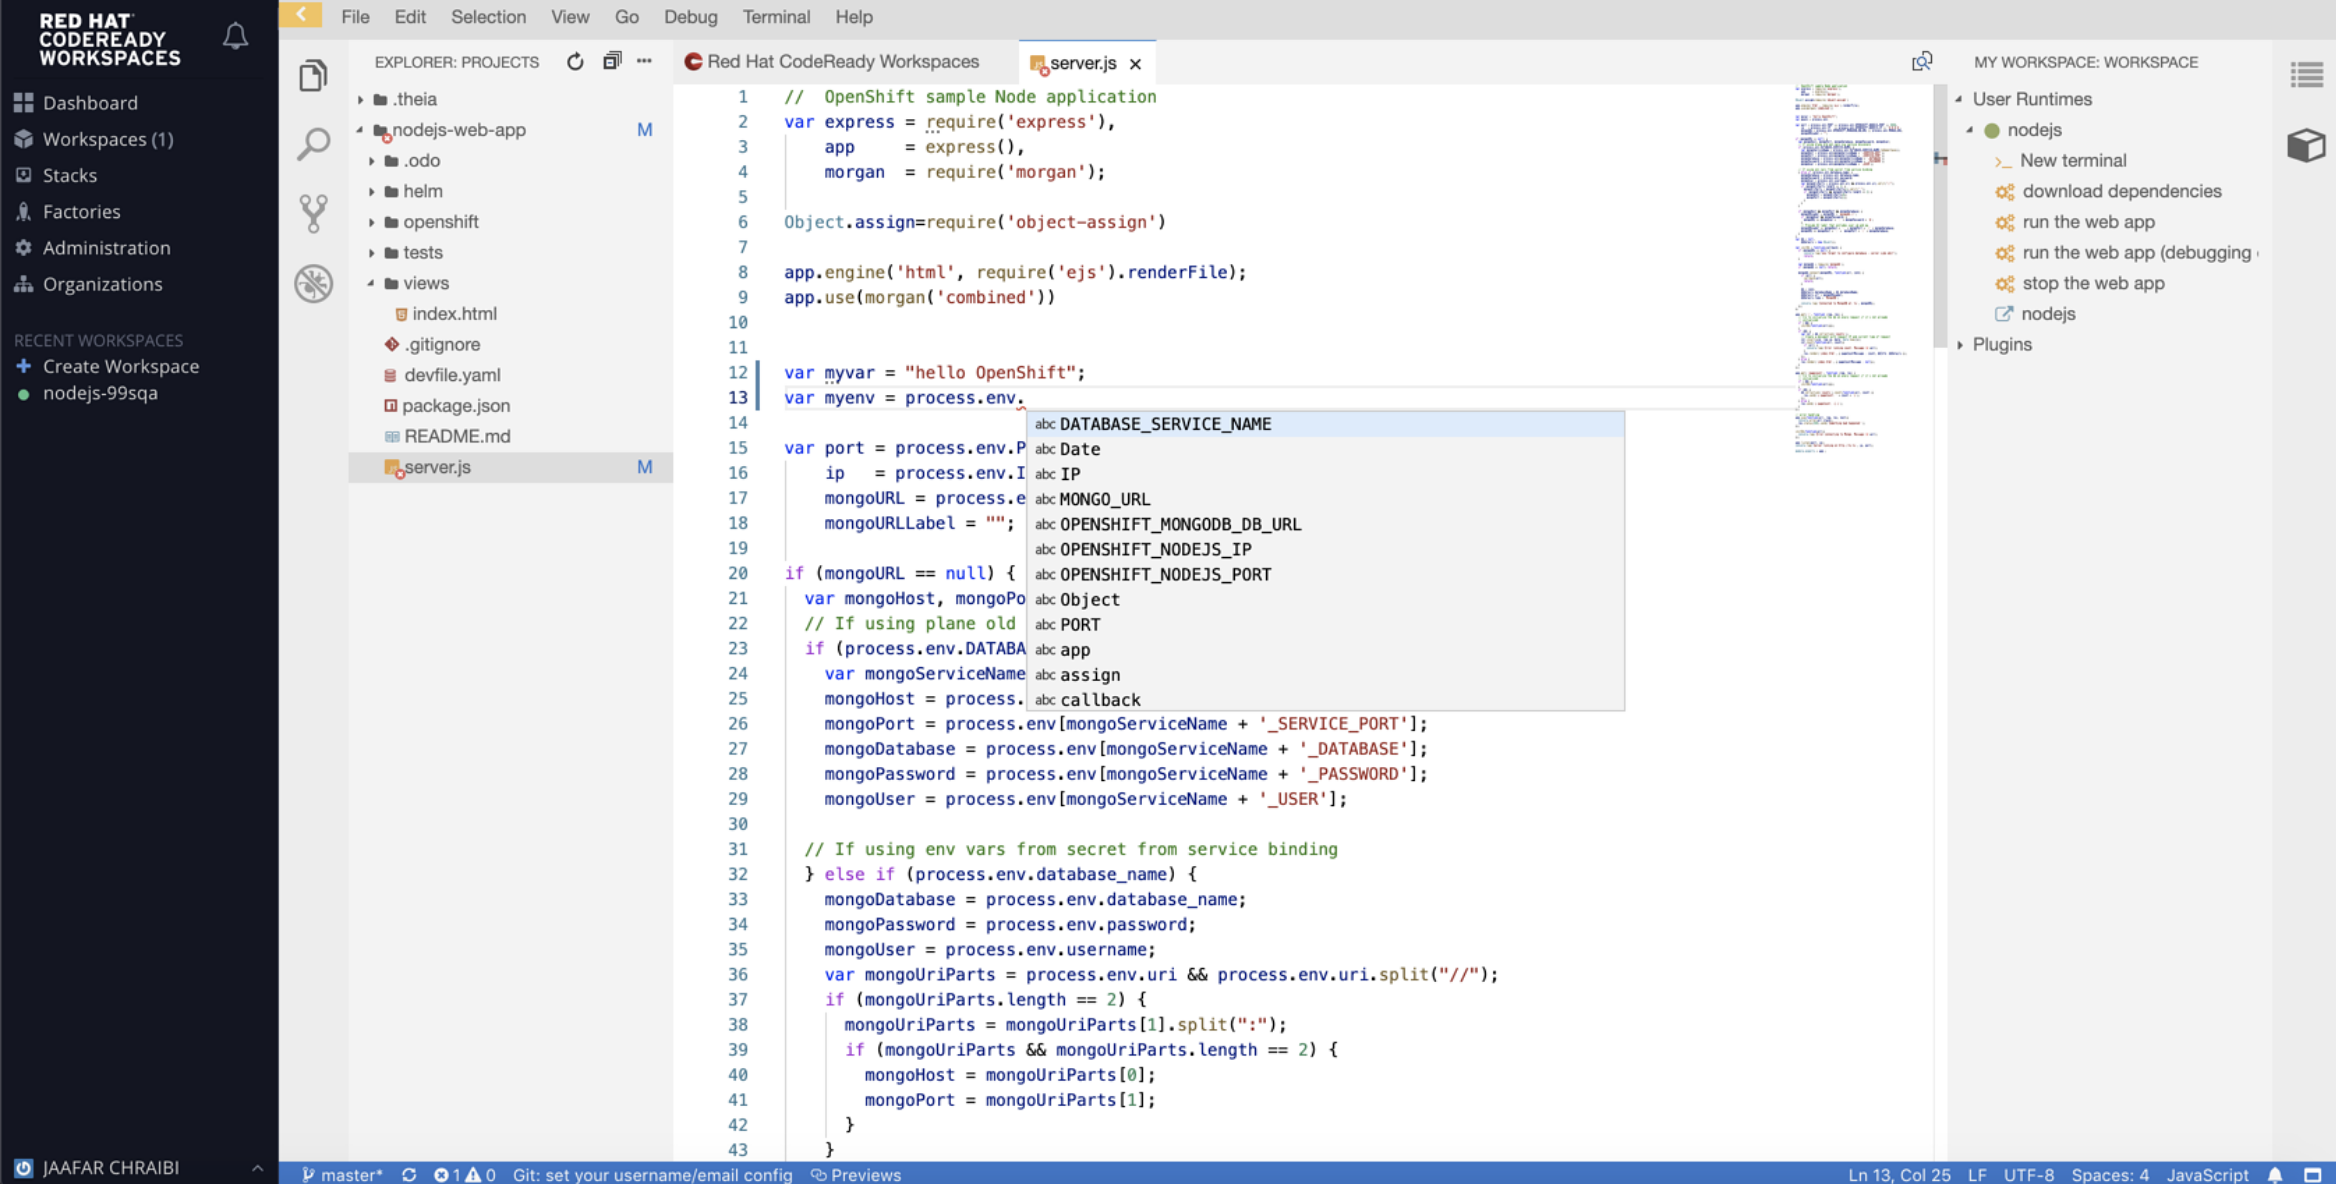 RED HAT
CODEREADY
WORKSPACES
Dashboard
Workspaces (1)
Stacks
Factories
Administration
Organizations
RECENT WORKSPACES
Create Workspace
nodejs-99sqa
JAAFAR CHRAIBI
File Edit Selection View Go Debug Terminal Help
EXPLORER: PROJECTS
.theia
nodejs-web-app M
.odo
helm
openshift
tests
views
index.html
.gitignore
devfile.yaml
package.json
README.md
server.js M
Red Hat CodeReady Workspaces
server.js
1 // OpenShift sample Node application
2 var express = require('express'),
3 app     = express(),
4 morgan  = require('morgan');
5
6 Object.assign=require('object-assign')
7
8 app.engine('html', require('ejs').renderFile);
9 app.use(morgan('combined'))
10
11
12 var myvar = "hello OpenShift";
13 var myenv = process.env.
14
15 var port = process.env.P
16 ip   = process.env.I
17 mongoURL = process.e
18 mongoURLLabel = "";
19
20 if (mongoURL == null) {
21 var mongoHost, mongoPo
22 // If using plane old
23 if (process.env.DATABA
24 var mongoServiceName
25 mongoHost = process.
26 mongoPort = process.env[mongoServiceName + '_SERVICE_PORT'];
27 mongoDatabase = process.env[mongoServiceName + '_DATABASE'];
28 mongoPassword = process.env[mongoServiceName + '_PASSWORD'];
29 mongoUser = process.env[mongoServiceName + '_USER'];
30
31 // If using env vars from secret from service binding
32 } else if (process.env.database_name) {
33 mongoDatabase = process.env.database_name;
34 mongoPassword = process.env.password;
35 mongoUser = process.env.username;
36 var mongoUriParts = process.env.uri && process.env.uri.split("//");
37 if (mongoUriParts.length == 2) {
38 mongoUriParts = mongoUriParts[1].split(":");
39 if (mongoUriParts && mongoUriParts.length == 2) {
40 mongoHost = mongoUriParts[0];
41 mongoPort = mongoUriParts[1];
42 }
43 }
abc DATABASE_SERVICE_NAME
abc Date
abc IP
abc MONGO_URL
abc OPENSHIFT_MONGODB_DB_URL
abc OPENSHIFT_NODEJS_IP
abc OPENSHIFT_NODEJS_PORT
abc Object
abc PORT
abc app
abc assign
abc callback
MY WORKSPACE: WORKSPACE
User Runtimes
nodejs
New terminal
download dependencies
run the web app
run the web app (debugging
stop the web app
nodejs
Plugins
master* 1 0 Git: set your username/email config Previews
Ln 13, Col 25 LF UTF-8 Spaces: 4 JavaScript